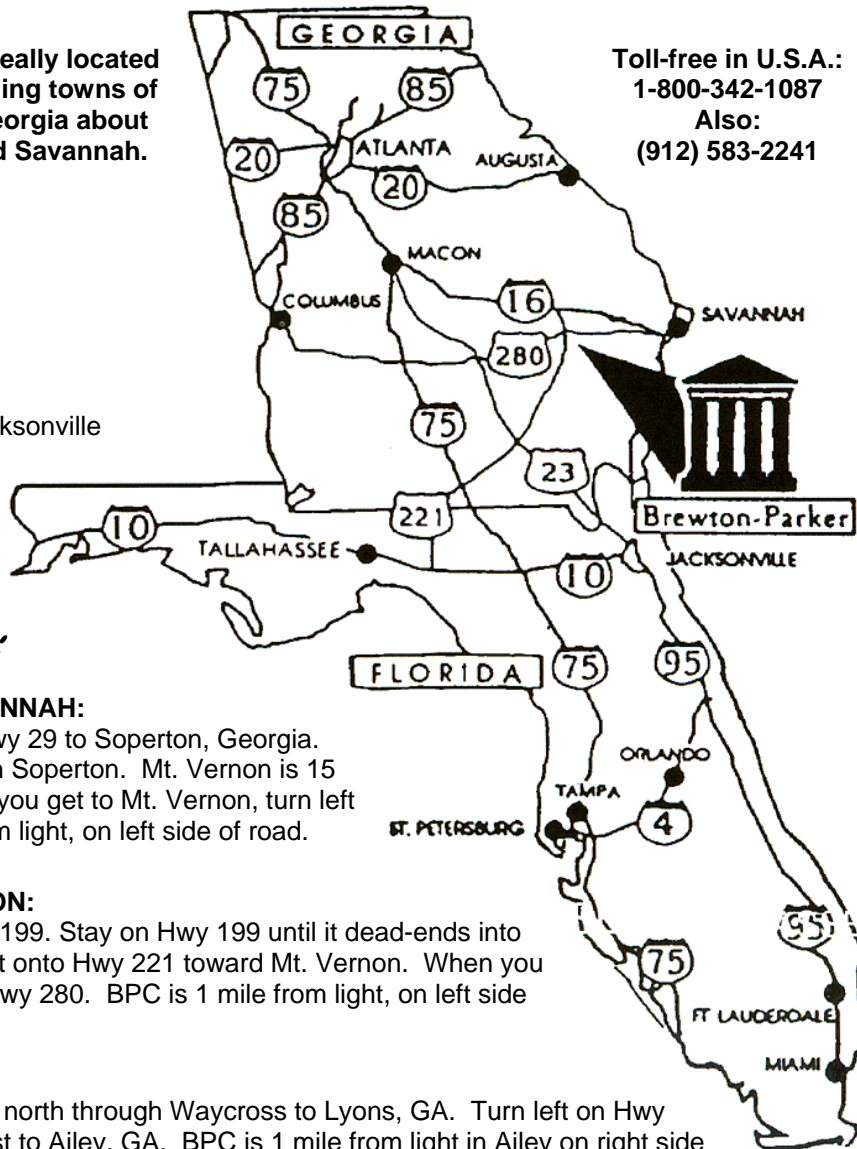 GEORGIA
eally located
ing towns of
eorgia about
d Savannah.
Toll-free in U.S.A.:
1-800-342-1087
Also:
(912) 583-2241
75
85
20
ATLANTA
AUGUSTA
20
85
MACON
COLUMBUS
16
SAVANNAH
280
ksonville
75
23
221
Brewton-Parker
10
TALLAHASSEE
10
JACKSONVILLE
FLORIDA
75
95
NNAH:
wy 29 to Soperton, Georgia.
n Soperton. Mt. Vernon is 15
you get to Mt. Vernon, turn left
m light, on left side of road.
ORLANDO
TAMPA
ST. PETERSBURG
4
ON:
199. Stay on Hwy 199 until it dead-ends into
t onto Hwy 221 toward Mt. Vernon. When you
wy 280. BPC is 1 mile from light, on left side
95
75
FT LAUDERDALE
MIAMI
north through Waycross to Lyons, GA. Turn left on Hwy
st to Ailey, GA. BPC is 1 mile from light in Ailey on right side